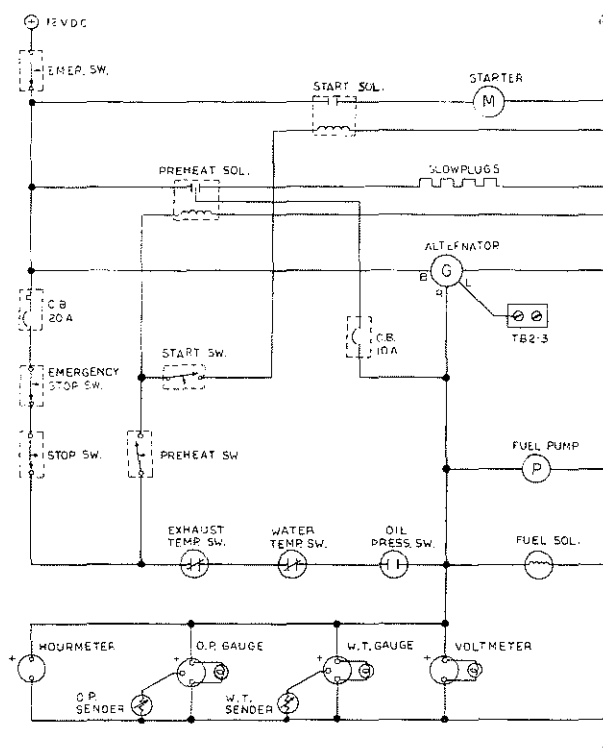 12 VDC
EMER. SW.
START SOL.
STARTER
M
PREHEAT SOL.
GLOWPLUGS
ALTERNATOR
B
G
L
R
C.B.
20 A
TB2-3
C.B.
10A
START SW.
EMERGENCY
STOP SW.
STOP SW.
PREHEAT SW
FUEL PUMP
P
EXHAUST
TEMP. SW.
WATER
TEMP. SW.
OIL
PRESS. SW.
FUEL SOL.
+
HOURMETER
+
O.P. GAUGE
+
W.T. GAUGE
+
VOLTMETER
O.P.
SENDER
W.T.
SENDER